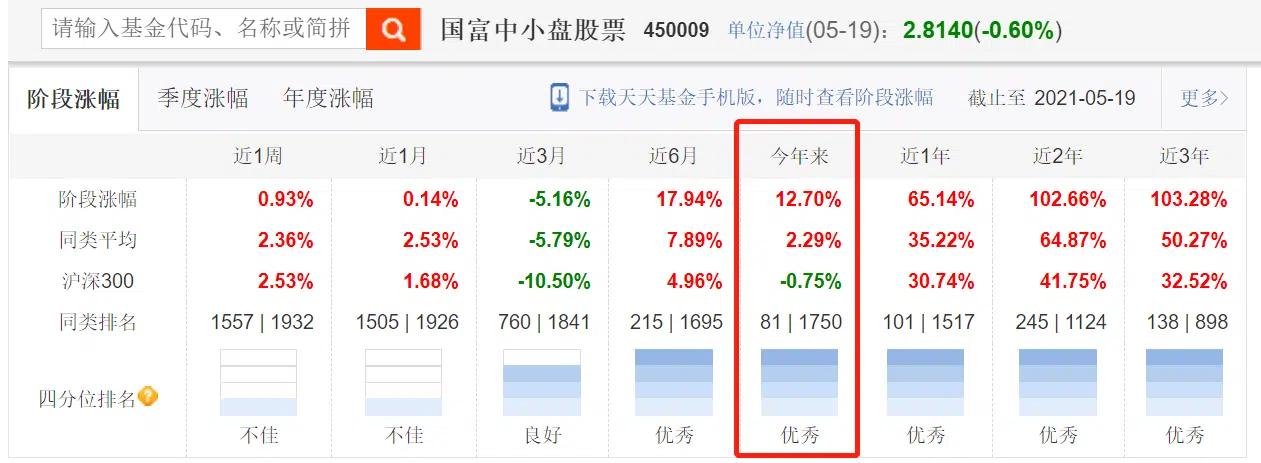 请输入基金代码、名称或简拼 国富中小盘股票 450009 单位净值(05-19)：2.8140(-0.60%)
阶段涨幅 季度涨幅 年度涨幅 下载天天基金手机版，随时查看阶段涨幅 截止至 2021-05-19 更多>
近1周 近1月 近3月 近6月 今年来 近1年 近2年 近3年
阶段涨幅 0.93% 0.14% -5.16% 17.94% 12.70% 65.14% 102.66% 103.28%
同类平均 2.36% 2.53% -5.79% 7.89% 2.29% 35.22% 64.87% 50.27%
沪深300 2.53% 1.68% -10.50% 4.96% -0.75% 30.74% 41.75% 32.52%
同类排名 1557 | 1932 1505 | 1926 760 | 1841 215 | 1695 81 | 1750 101 | 1517 245 | 1124 138 | 898
四分位排名 ? 不佳 不佳 良好 优秀 优秀 优秀 优秀 优秀